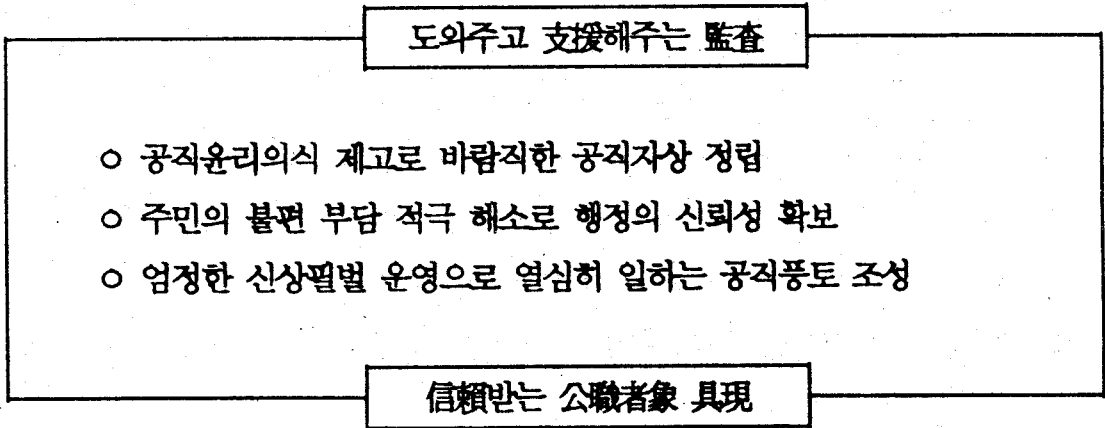 도와주고 支援해주는 監査
○ 공직윤리의식 제고로 바람직한 공직자상 정립
○ 주민의 불편 부담 적극 해소로 행정의 신뢰성 확보
○ 엄정한 신상필벌 운영으로 열심히 일하는 공직풍토 조성
信賴받는 公職者象 具現